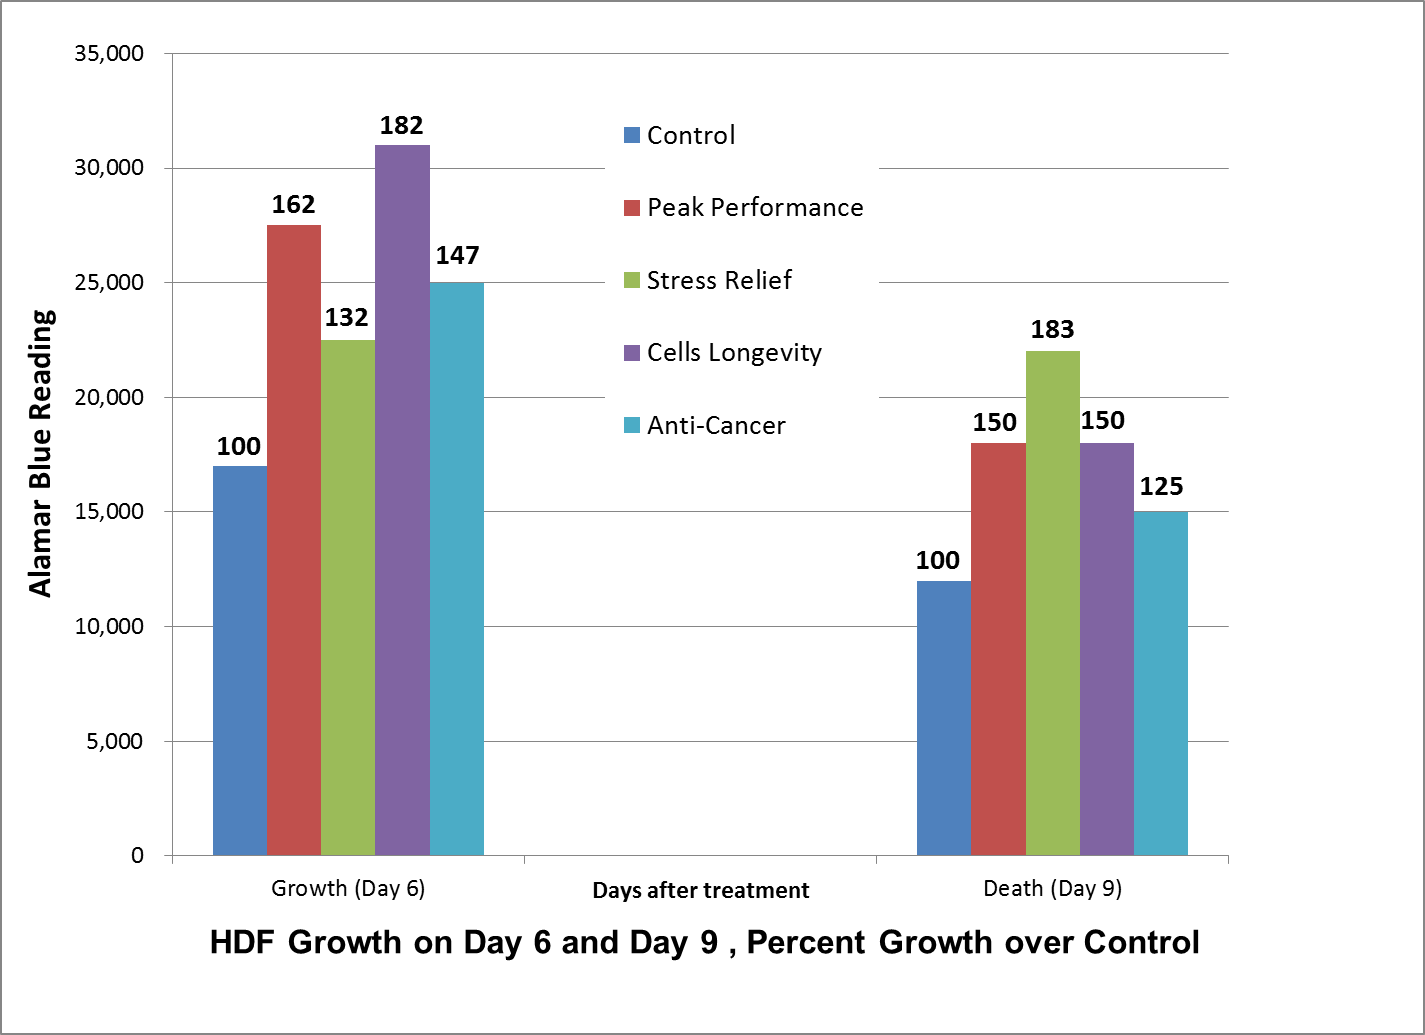 35,000
30,000
25,000
20,000
15,000
10,000
5,000
0
Alamar Blue Reading
100
162
132
182
147
Control
Peak Performance
Stress Relief
Cells Longevity
Anti-Cancer
100
150
183
150
125
Growth (Day 6)
Days after treatment
Death (Day 9)
HDF Growth on Day 6 and Day 9 , Percent Growth over Control